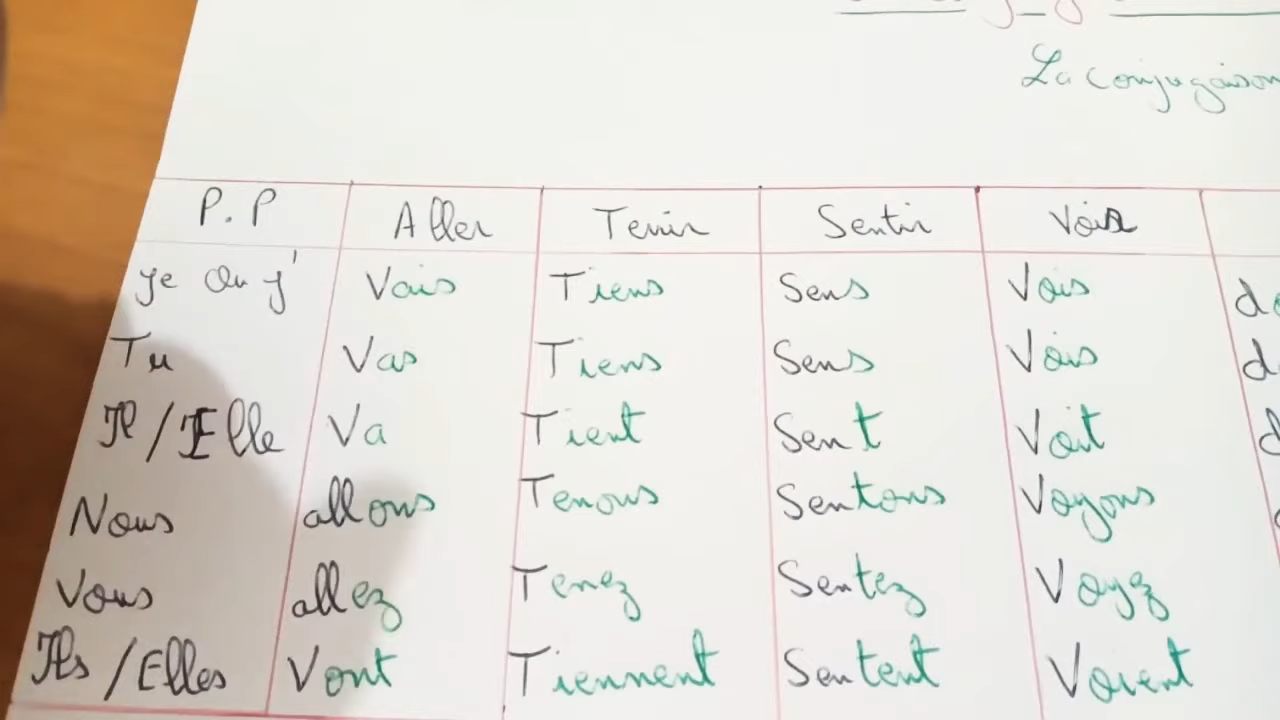 La conjugaison
P.P Aller Tenir Sentir Voir
Je ou j' Vais Tiens Sens Vois
Tu Vas Tiens Sens Vois
Il/Elle Va Tient Sent Voit
Nous allons Tenons Sentons Voyons
Vous allez Tenez Sentez Voyez
Ils/Elles Vont Tiennent Sentent Voient